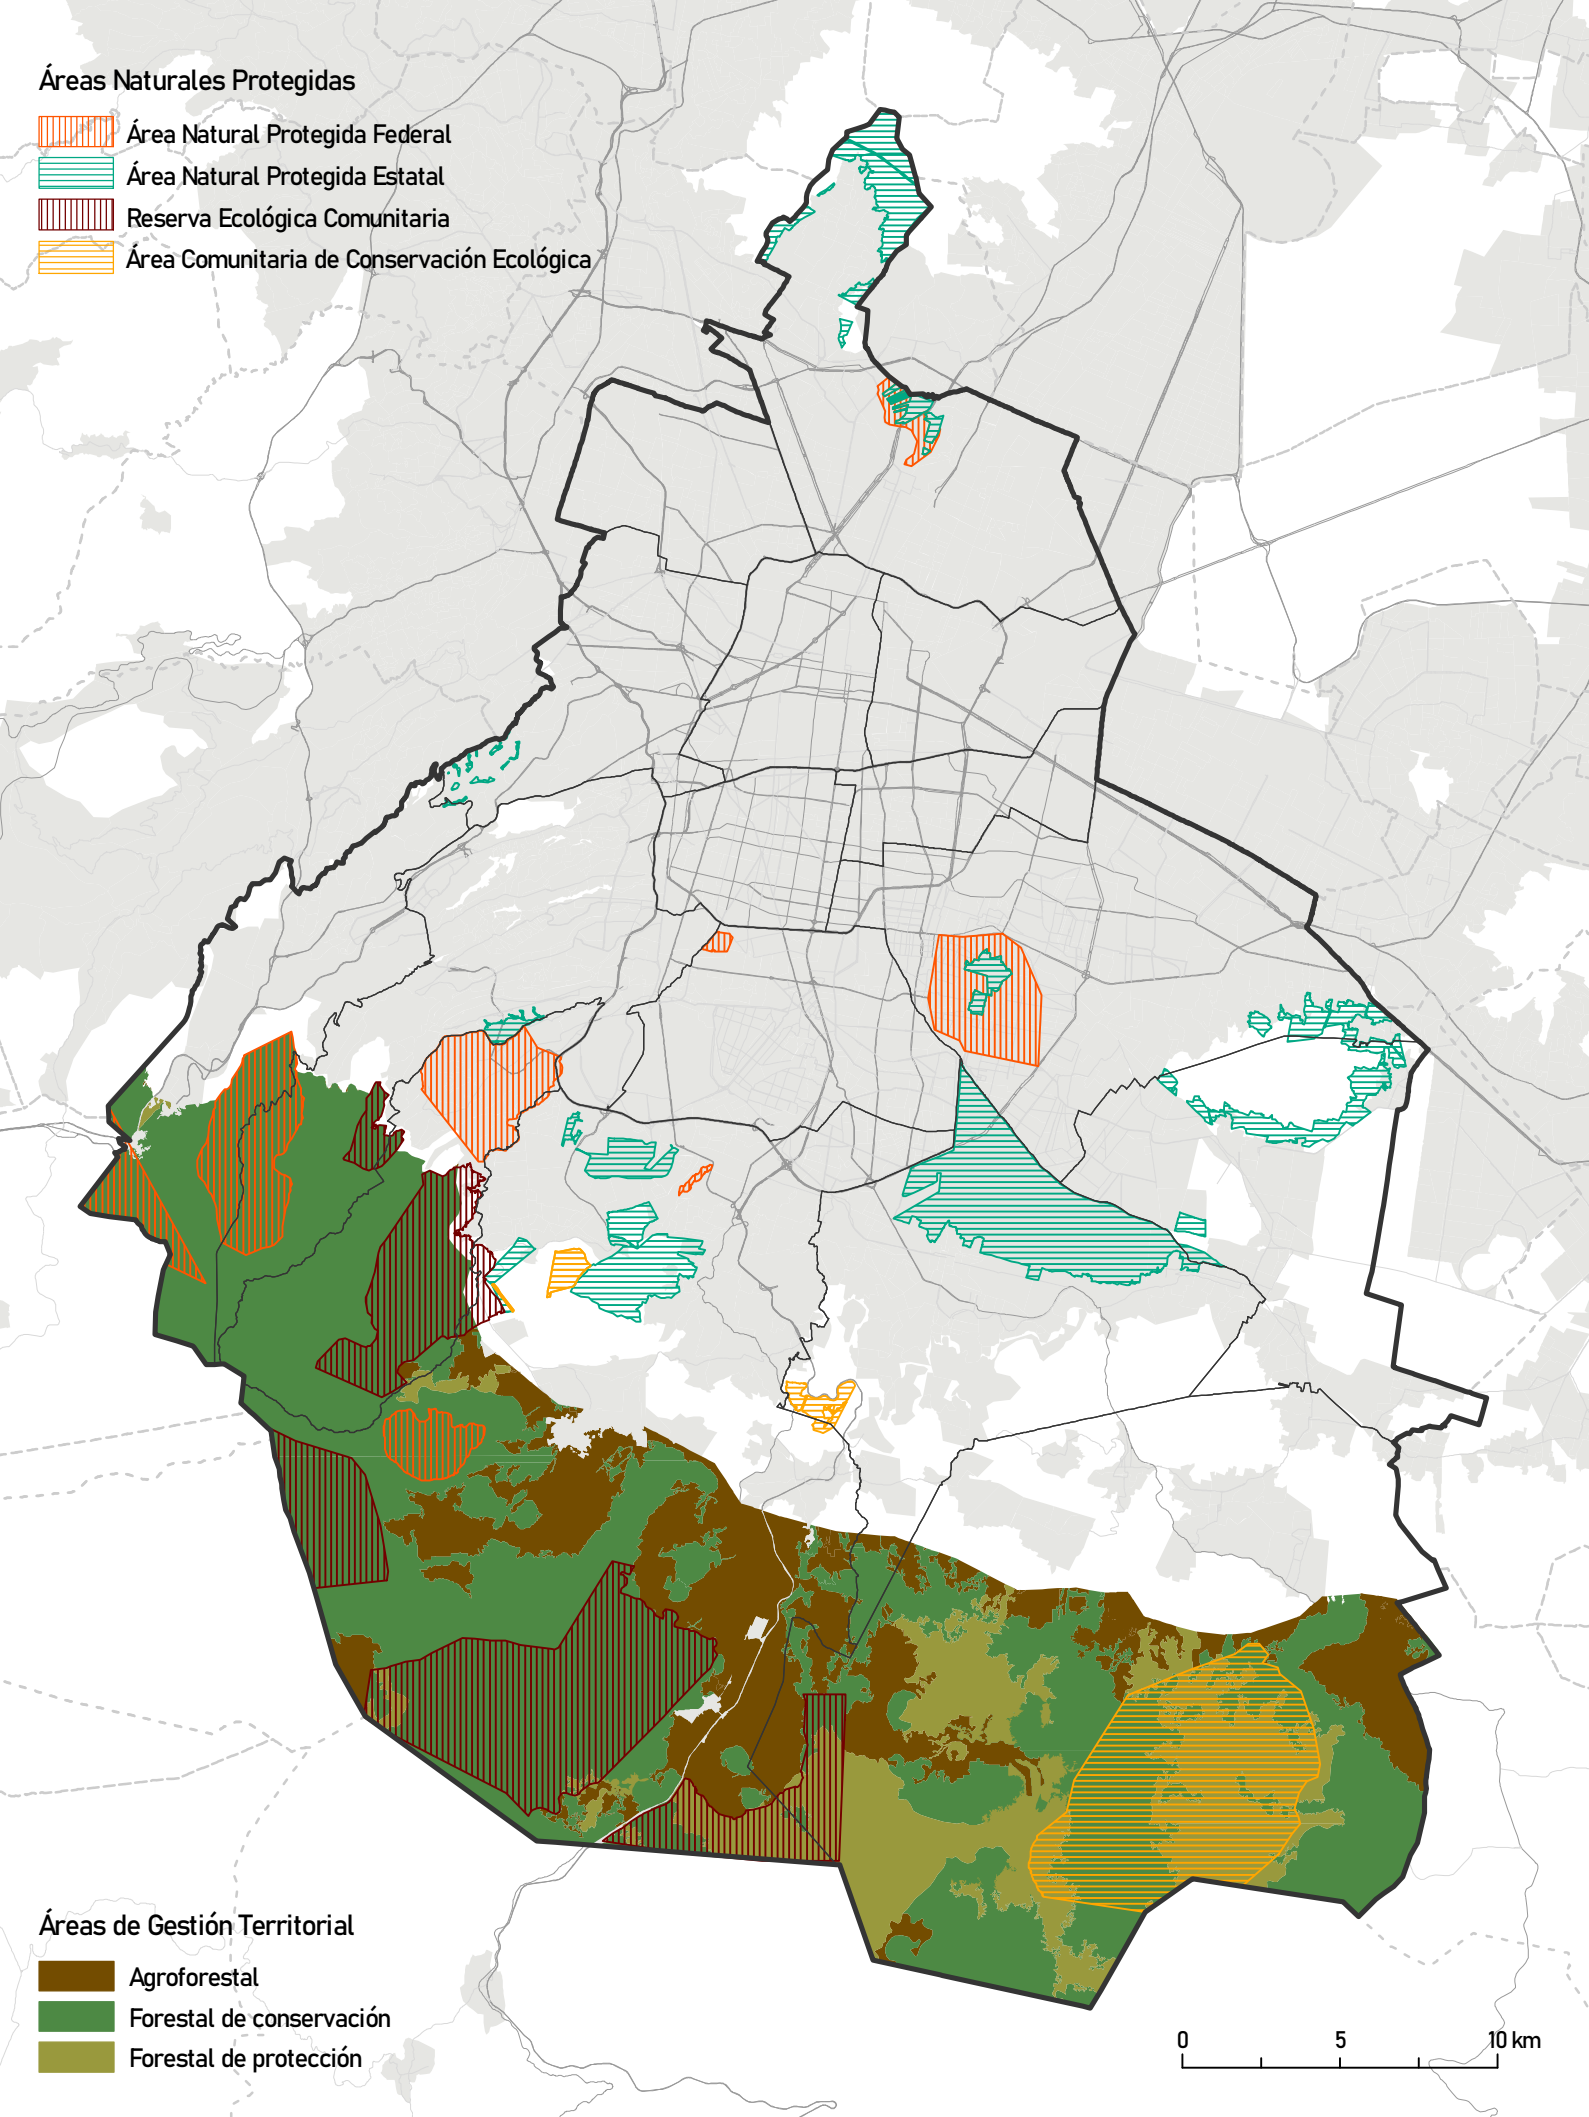 Áreas Naturales Protegidas
Área Natural Protegida Federal
Área Natural Protegida Estatal
Reserva Ecológica Comunitaria
Área Comunitaria de Conservación Ecológica
Áreas de Gestión Territorial
Agroforestal
Forestal de conservación
Forestal de protección
0 5 10 km